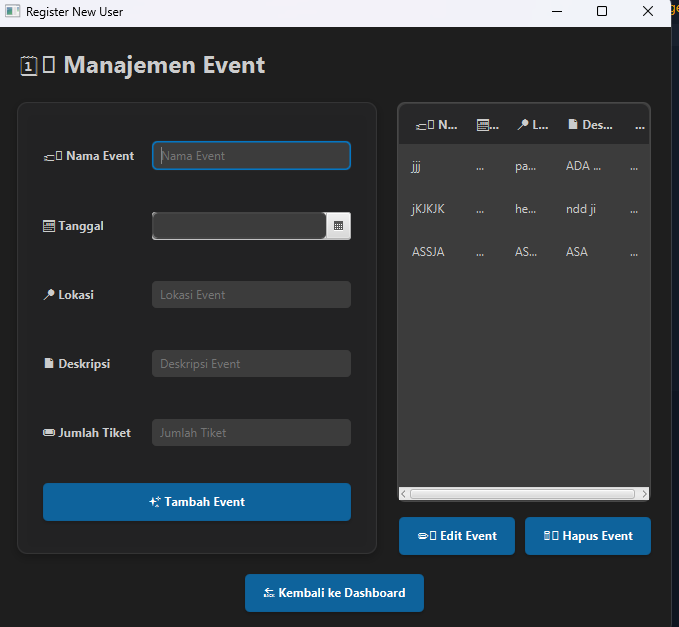 Register New User
Manajemen Event
Nama Event
Nama Event
Tanggal
Lokasi
Lokasi Event
Deskripsi
Deskripsi Event
Jumlah Tiket
Jumlah Tiket
Tambah Event
N... ... L... Des... ...
jjj ... pa... ADA ... ...
jKJKJK ... he... ndd ji ...
ASSJA ... AS... ASA ...
Edit Event
Hapus Event
Kembali ke Dashboard